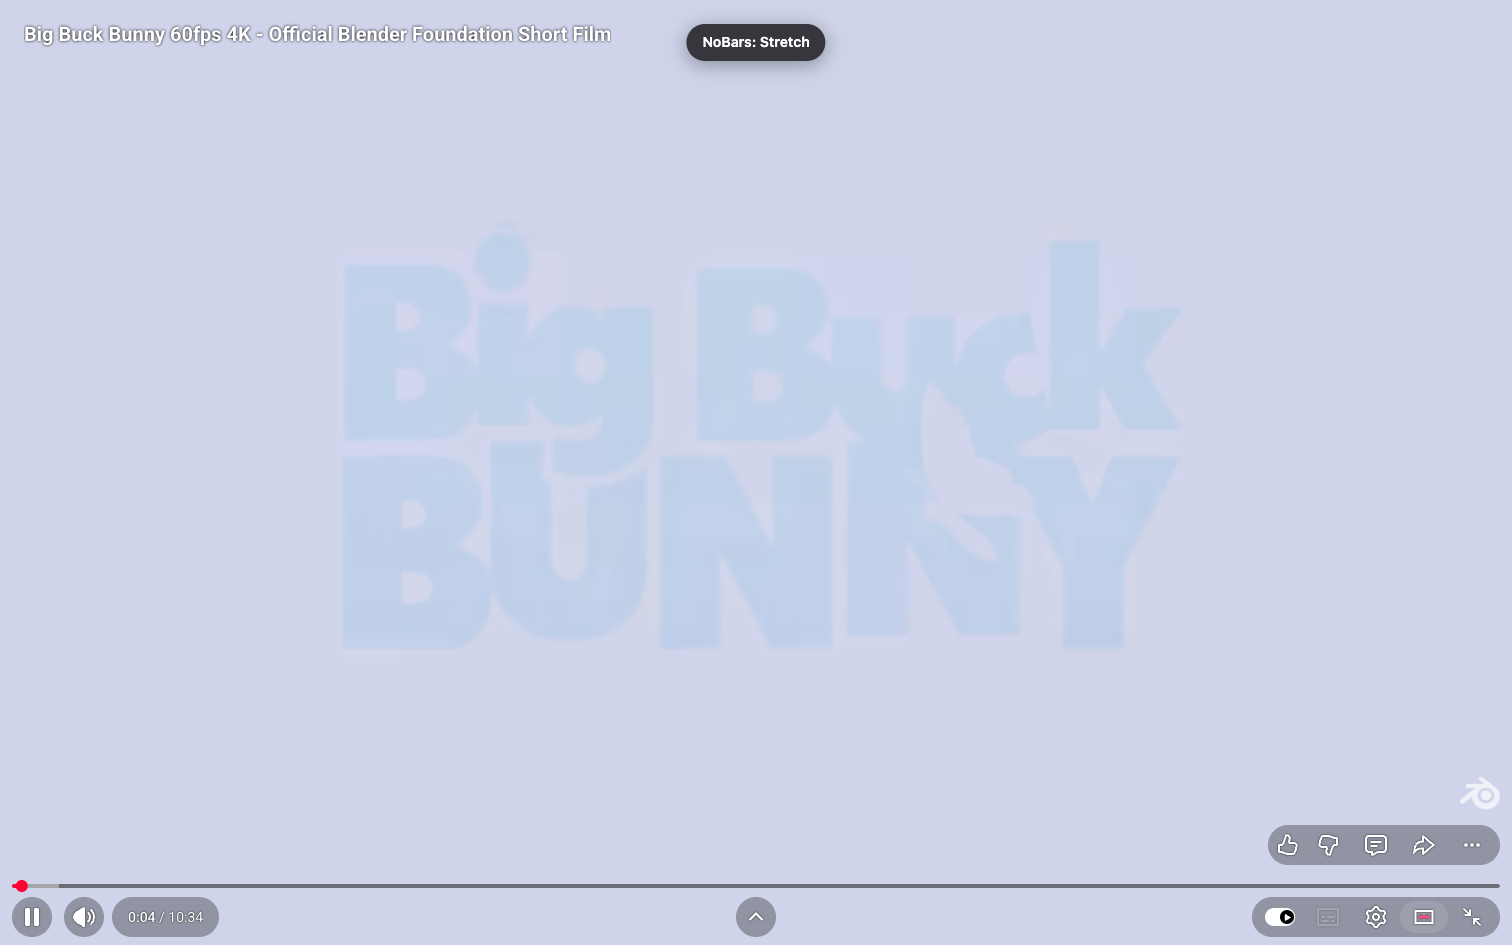 Big Buck Bunny 60fps 4K - Official Blender Foundation Short Film
NoBars: Stretch
Big Buck
BUNNY
0:04 / 10:34